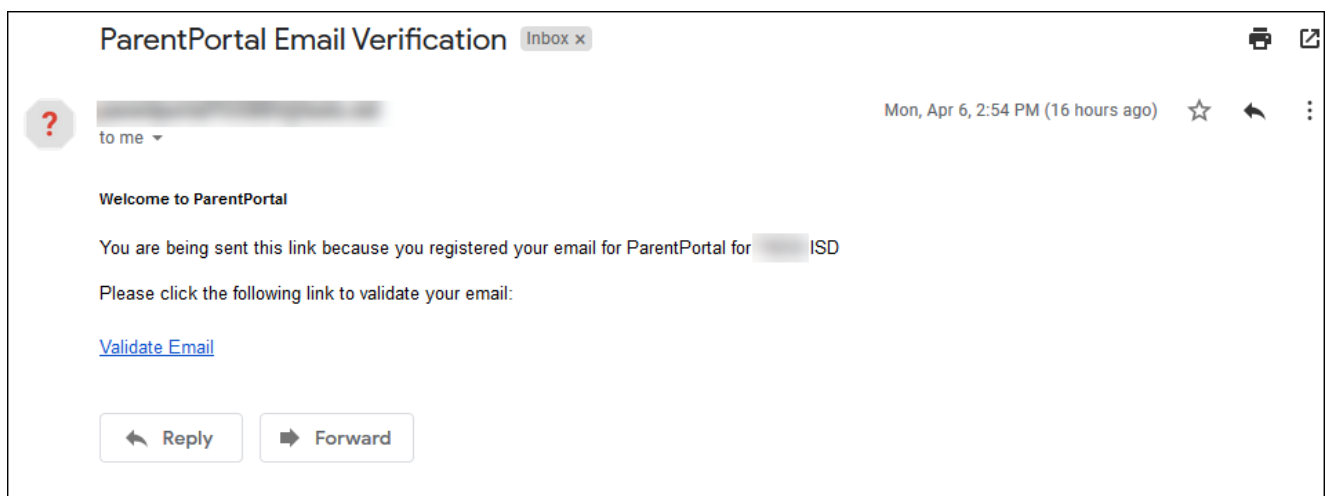 ParentPortal Email Verification Inbox x
?
Mon, Apr 6, 2:54 PM (16 hours ago)
to me
Welcome to ParentPortal
You are being sent this link because you registered your email for ParentPortal for ISD
Please click the following link to validate your email:
Validate Email
Reply Forward